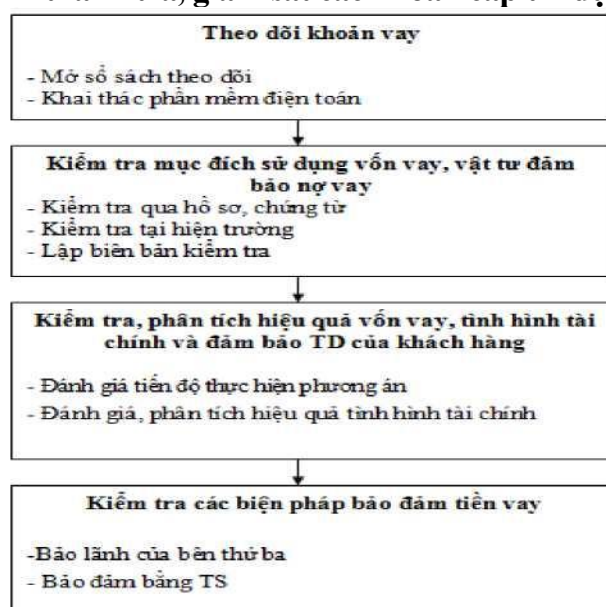 giám sát
Theo dõi khoản vay
- Mở sổ sách theo dõi
- Khai thác phần mềm điện toán
Kiểm tra mục đích sử dụng vốn vay, vật tư đảm
bảo nợ vay
- Kiểm tra qua hồ sơ, chứng từ
- Kiểm tra tại hiện trường
- Lập biên bản kiểm tra
Kiểm tra, phân tích hiệu quả vốn vay, tình hình tài
chính và đảm bảo TD của khách hàng
- Đánh giá tiến độ thực hiện phương án
- Đánh giá, phân tích hiệu quả tình hình tài chính
Kiểm tra các biện pháp bảo đảm tiền vay
-Bảo lãnh của bên thứ ba
- Bảo đảm bằng TS